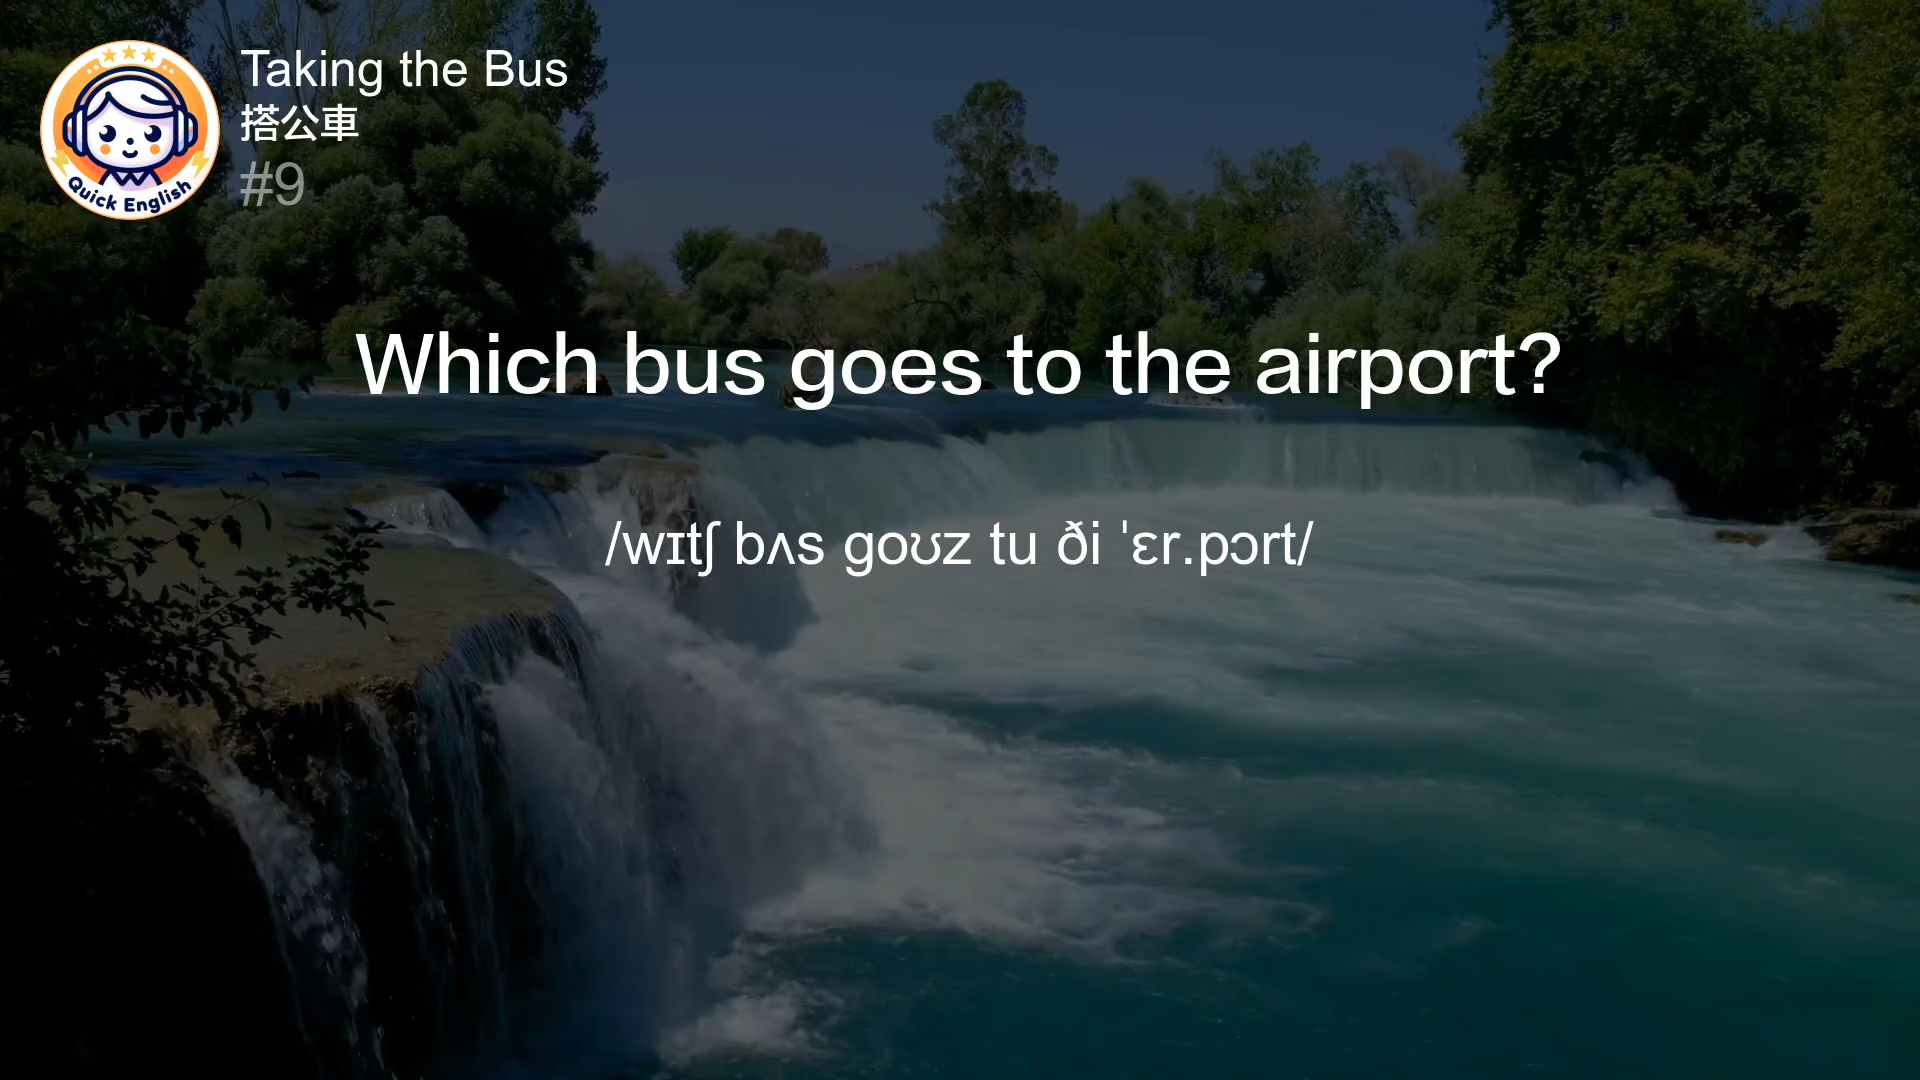 Quick English
Taking the Bus
搭公車
#9
Which bus goes to the airport?
/wɪtʃ bʌs goʊz tu ði ˈɛr.pɔrt/